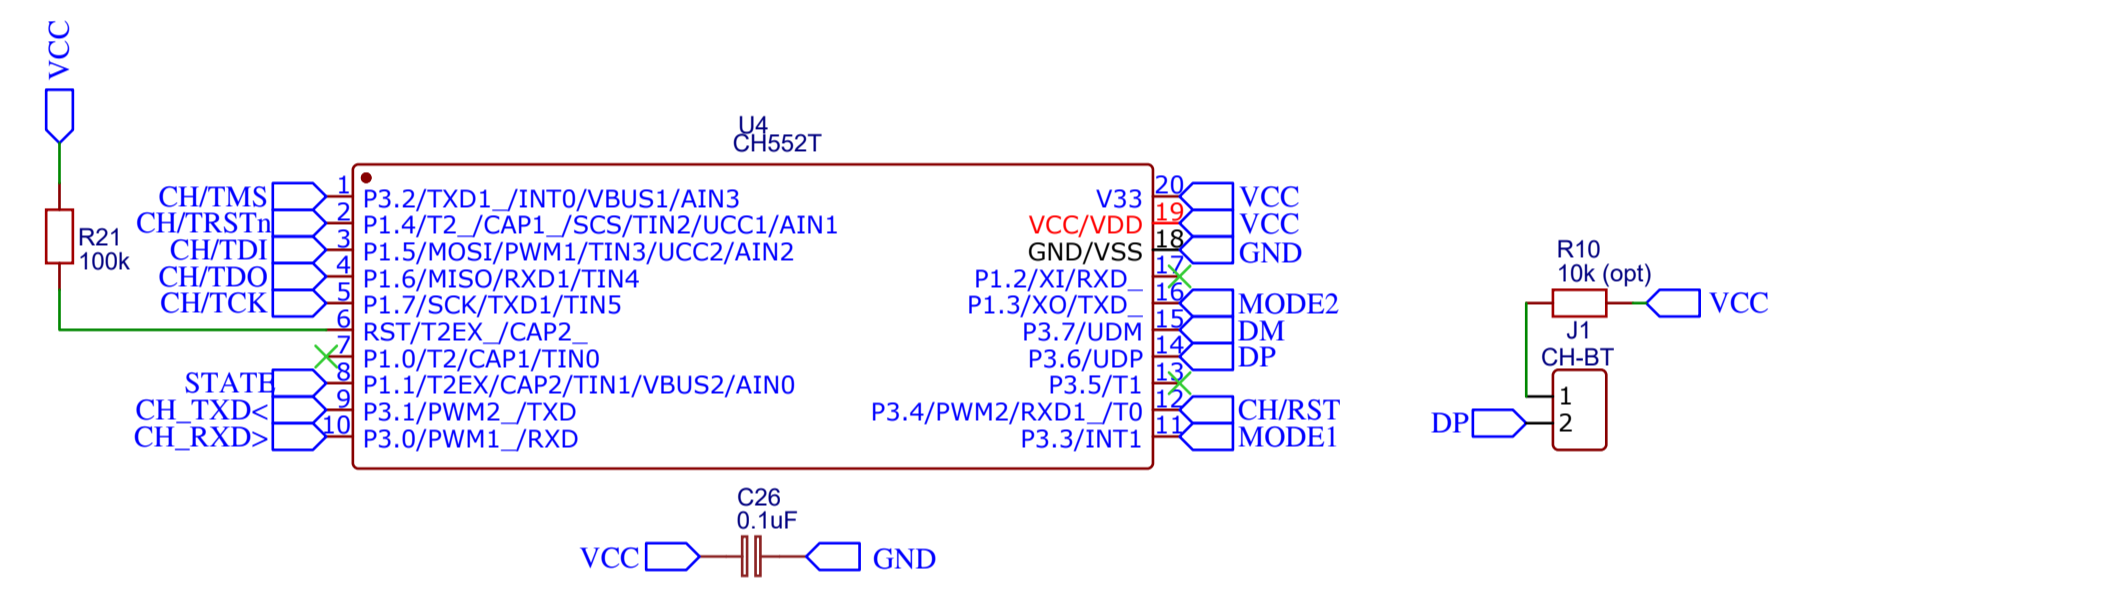 VCC
R21
100k
U4
CH552T
CH/TMS 1 P3.2/TXD1_/INT0/VBUS1/AIN3
CH/TRSTn 2 P1.4/T2_/CAP1_/SCS/TIN2/UCC1/AIN1
CH/TDI 3 P1.5/MOSI/PWM1/TIN3/UCC2/AIN2
CH/TDO 4 P1.6/MISO/RXD1/TIN4
CH/TCK 5 P1.7/SCK/TXD1/TIN5
6 RST/T2EX_/CAP2_
7 P1.0/T2/CAP1/TIN0
STATE 8 P1.1/T2EX/CAP2/TIN1/VBUS2/AIN0
CH_TXD< 9 P3.1/PWM2_/TXD
CH_RXD> 10 P3.0/PWM1_/RXD
V33 20 VCC
VCC/VDD 19 VCC
GND/VSS 18 GND
P1.2/XI/RXD_ 17
P1.3/XO/TXD_ 16 MODE2
P3.7/UDM 15 DM
P3.6/UDP 14 DP
P3.5/T1 13
P3.4/PWM2/RXD1_/T0 12 CH/RST
P3.3/INT1 11 MODE1
C26
0.1uF
VCC GND
R10
10k (opt)
VCC
J1
CH-BT
1
DP 2